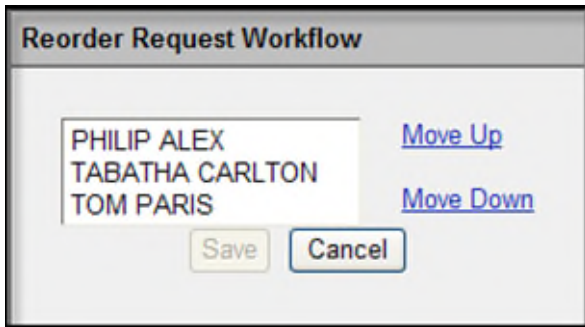 Reorder Request Workflow
PHILIP ALEX
TABATHA CARLTON
TOM PARIS
Move Up
Move Down
Save
Cancel